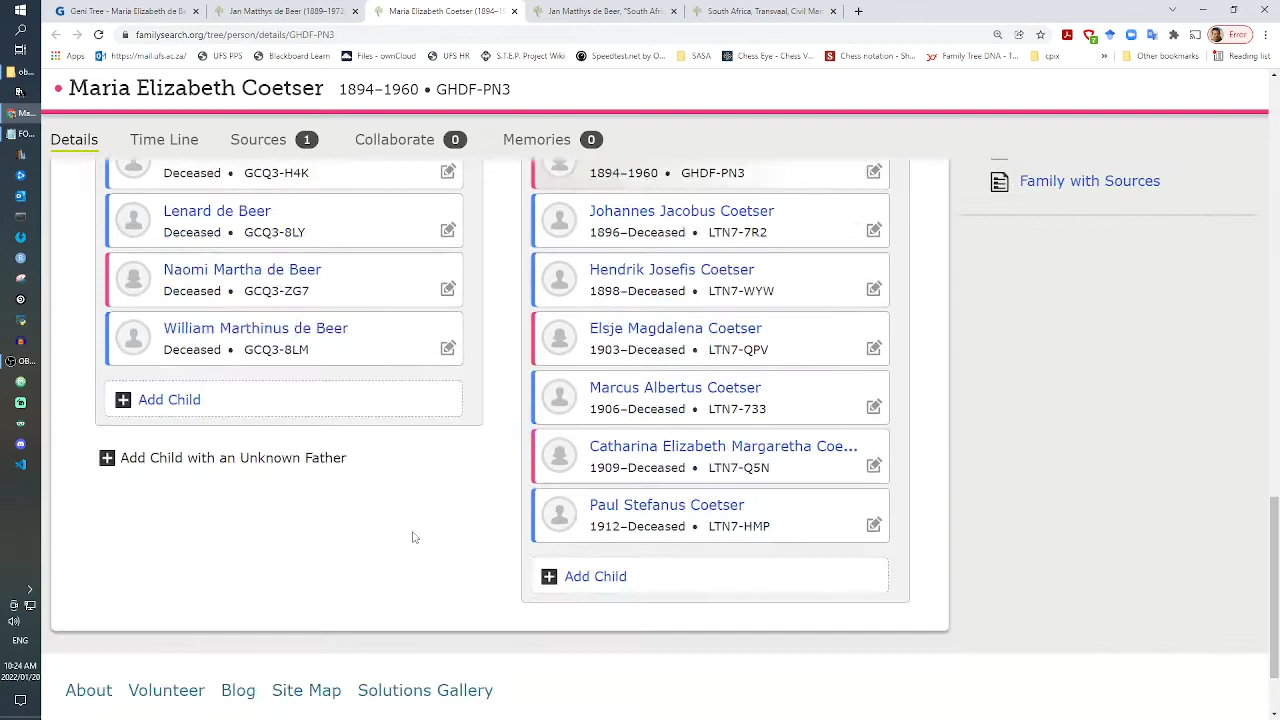 Geni Tree - Maria Elizabeth de Be
Jan Matthys de Beer (1889-1972)
Maria Elizabeth Coetser (1894-1
Jan Matthys de Beer, "South Afri
South Africa, Transvaal, Civil Mar
familysearch.org/tree/person/details/GHDF-PN3
Error
Apps
https://mail.ufs.ac.za/
UFS PPS
Blackboard Learn
Files - ownCloud
UFS HR
S.T.E.P. Project Wiki
Speedtest.net by O...
SASA
Chess Openings - V...
Chess notation - Sh...
Family Tree DNA - T...
cpix
Other bookmarks
Reading list
Maria Elizabeth Coetser 1894–1960 • GHDF-PN3
Details
Time Line
Sources 1
Collaborate 0
Memories 0
Deceased • GCQ3-H4K
Lenard de Beer
Deceased • GCQ3-8LY
Naomi Martha de Beer
Deceased • GCQ3-ZG7
William Marthinus de Beer
Deceased • GCQ3-8LM
Add Child
Add Child with an Unknown Father
1894–1960 • GHDF-PN3
Johannes Jacobus Coetser
1896–Deceased • LTN7-7R2
Hendrik Josefis Coetser
1898–Deceased • LTN7-WYW
Elsje Magdalena Coetser
1903–Deceased • LTN7-QPV
Marcus Albertus Coetser
1906–Deceased • LTN7-733
Catharina Elizabeth Margaretha Coe...
1909–Deceased • LTN7-Q5N
Paul Stefanus Coetser
1912–Deceased • LTN7-HMP
Add Child
Family with Sources
About
Volunteer
Blog
Site Map
Solutions Gallery
ob...
Ma...
FO...
OB...
ENG
10:24 AM
2022/01/20